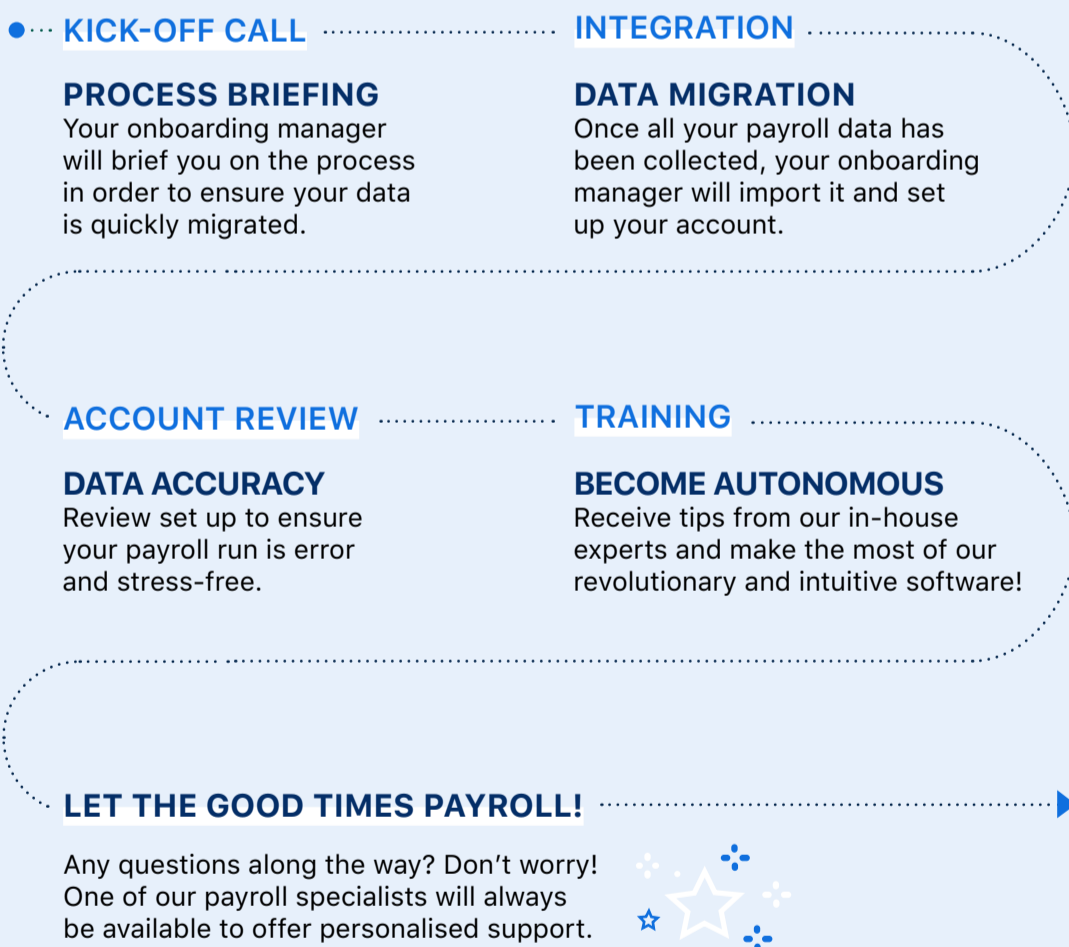 KICK-OFF CALL
PROCESS BRIEFING
Your onboarding manager
will brief you on the process
in order to ensure your data
is quickly migrated.
INTEGRATION
DATA MIGRATION
Once all your payroll data has
been collected, your onboarding
manager will import it and set
up your account.
ACCOUNT REVIEW
DATA ACCURACY
Review set up to ensure
your payroll run is error
and stress-free.
TRAINING
BECOME AUTONOMOUS
Receive tips from our in-house
experts and make the most of our
revolutionary and intuitive software!
LET THE GOOD TIMES PAYROLL!
Any questions along the way? Don’t worry!
One of our payroll specialists will always
be available to offer personalised support.